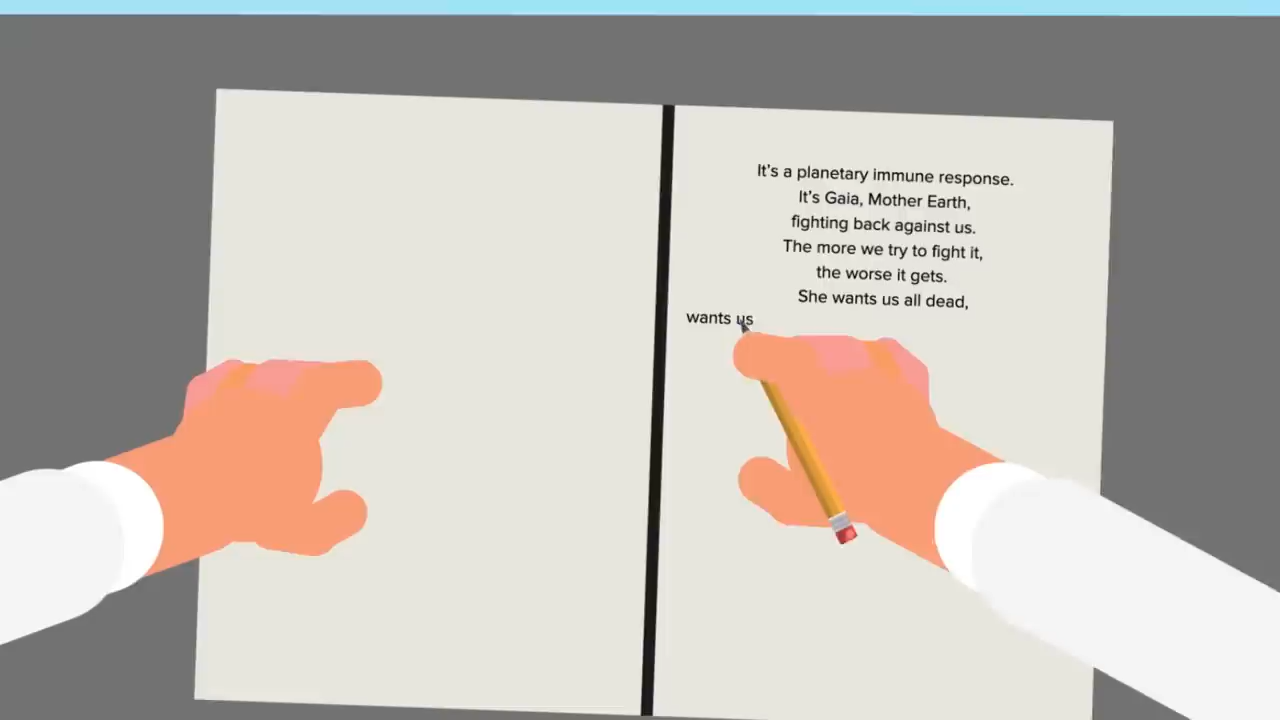 It's a planetary immune response.
It's Gaia, Mother Earth,
fighting back against us.
The more we try to fight it,
the worse it gets.
She wants us all dead,
wants us